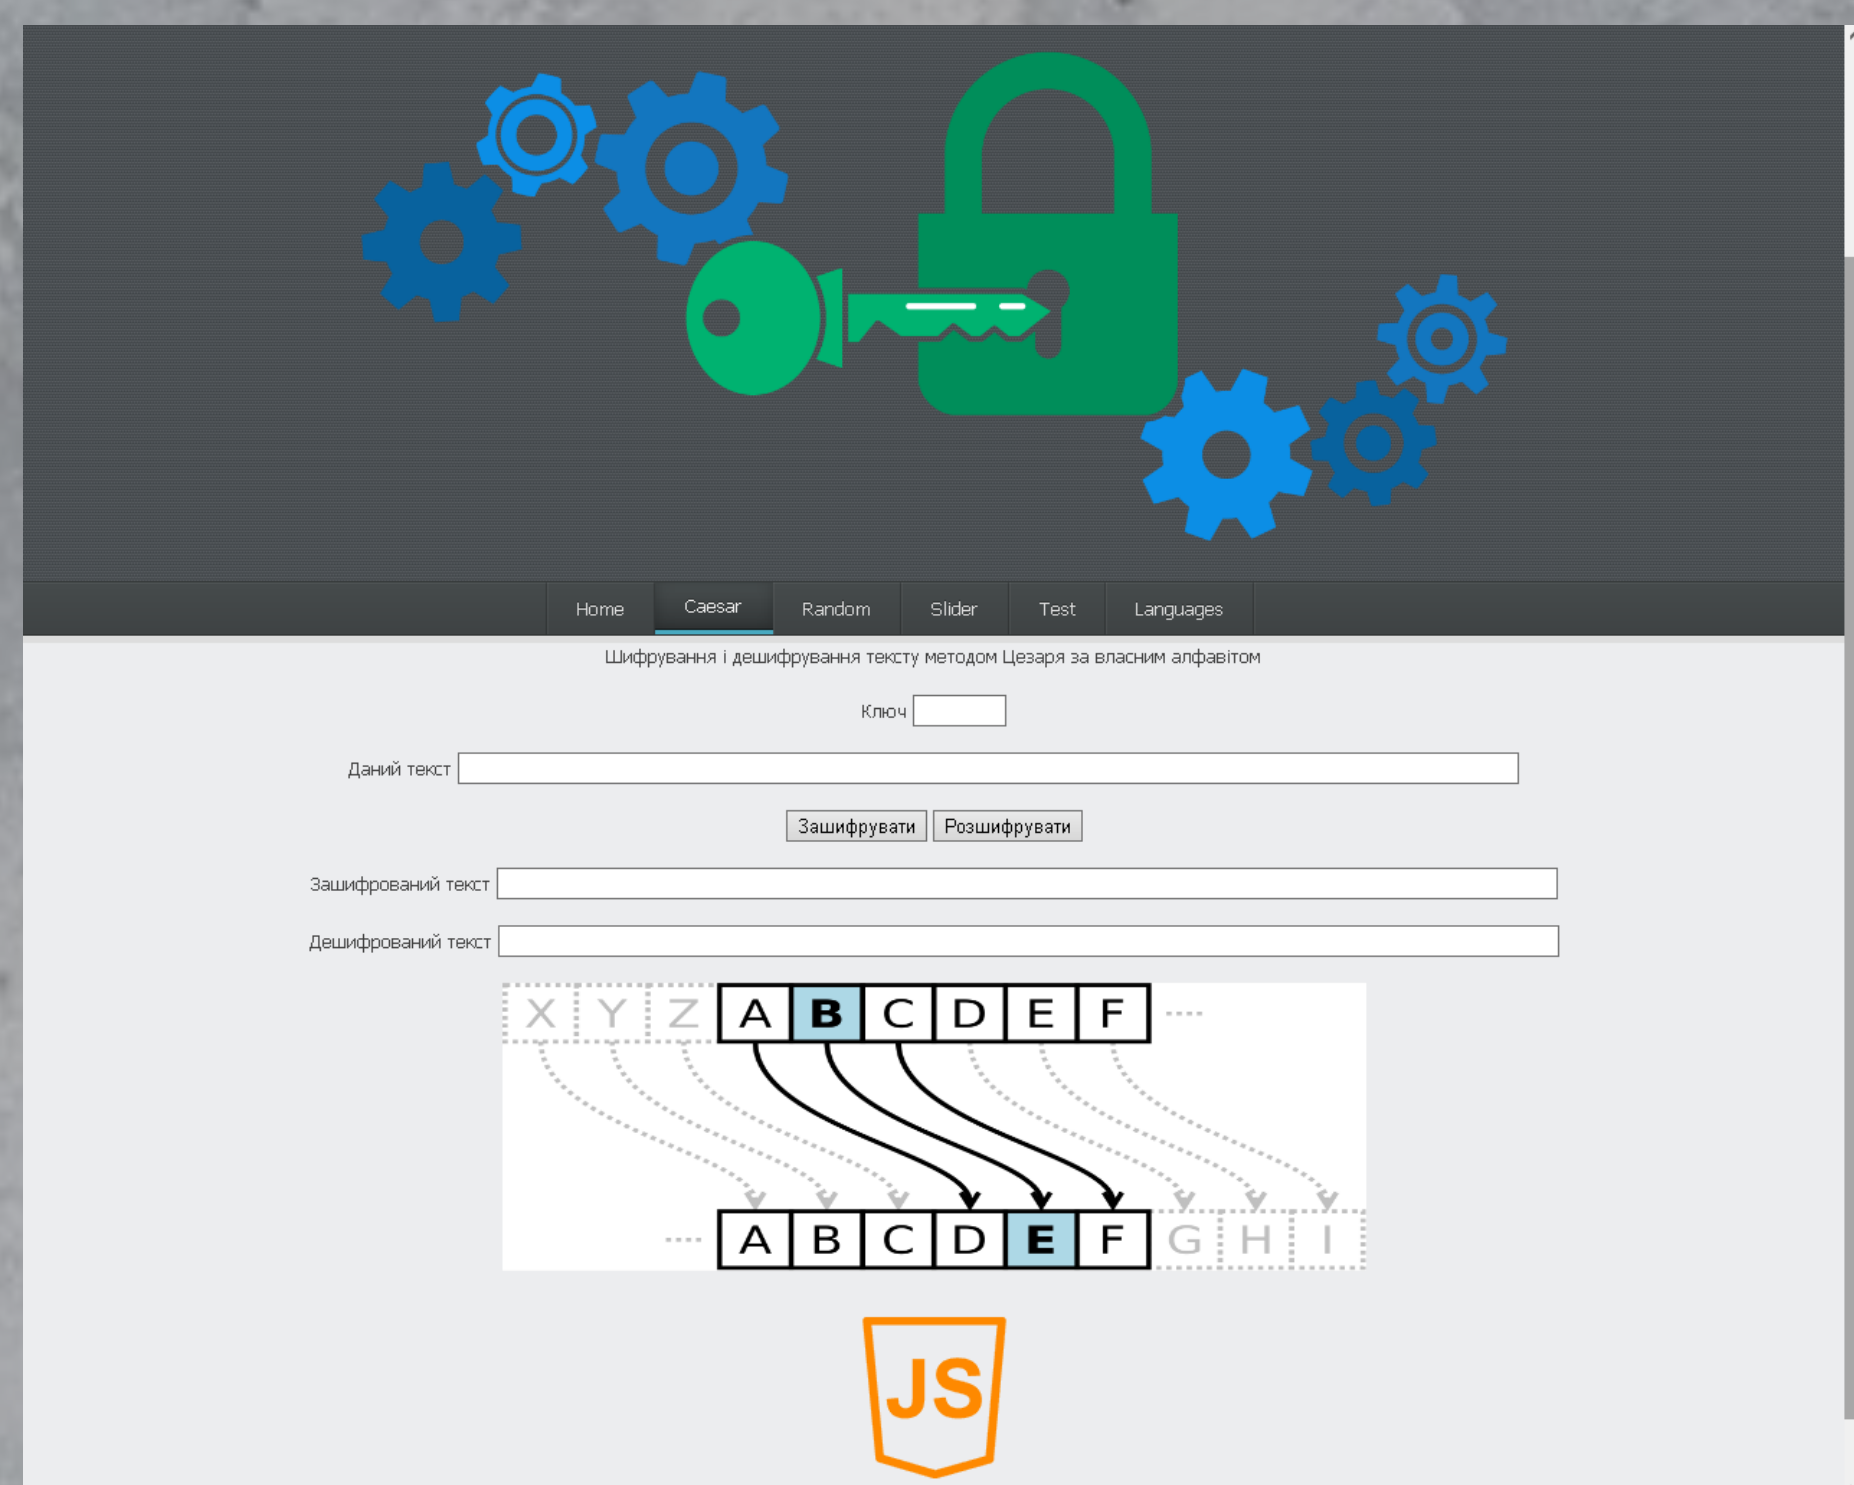 Home Caesar Random Slider Test Languages
Шифрування і дешифрування тексту методом Цезаря за власним алфавітом
Ключ
Даний текст
Зашифрувати Розшифрувати
Зашифрований текст
Дешифрований текст
X Y Z A B C D E F ....
.... A B C D E F G H I
JS